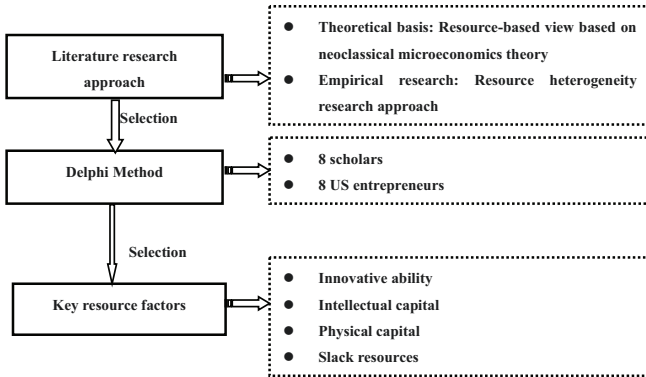 Literature research
approach
● Theoretical basis: Resource-based view based on
neoclassical microeconomics theory
● Empirical research: Resource heterogeneity
research approach
Selection
Delphi Method
● 8 scholars
● 8 US entrepreneurs
Selection
Key resource factors
● Innovative ability
● Intellectual capital
● Physical capital
● Slack resources